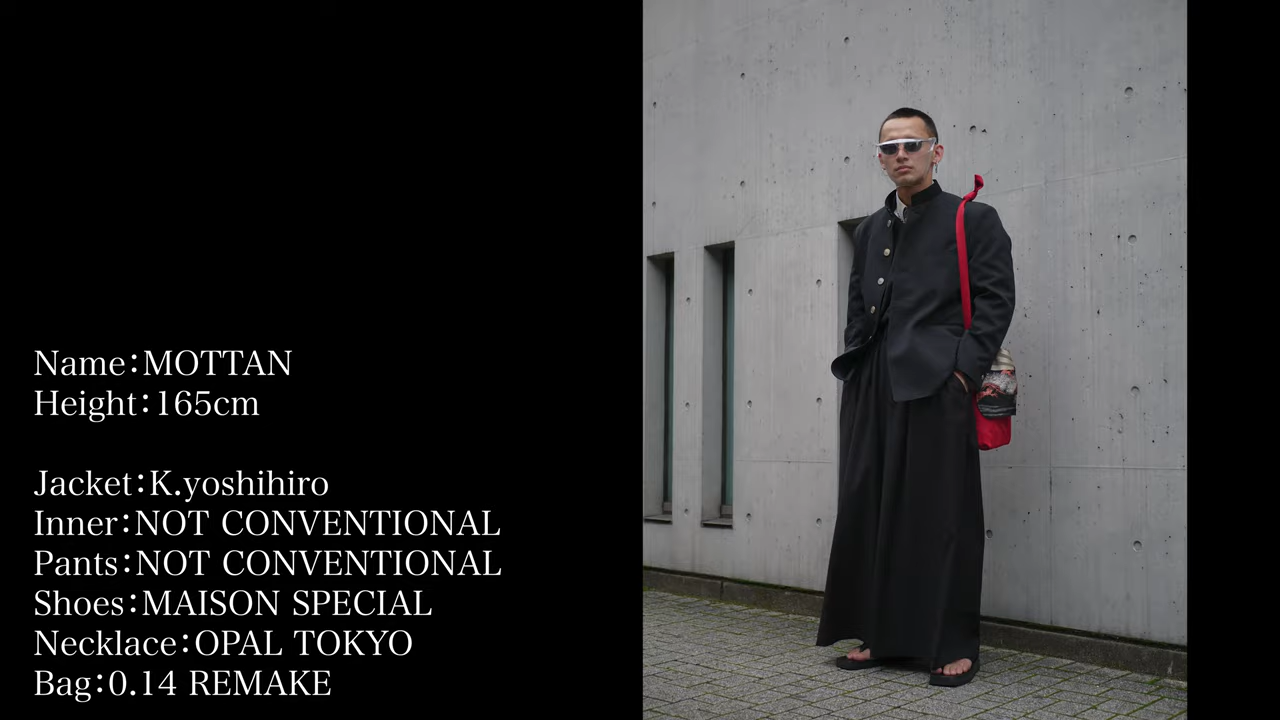 Name:MOTTAN
Height:165cm
Jacket:K.yoshihiro
Inner:NOT CONVENTIONAL
Pants:NOT CONVENTIONAL
Shoes:MAISON SPECIAL
Necklace:OPAL TOKYO
Bag:0.14 REMAKE